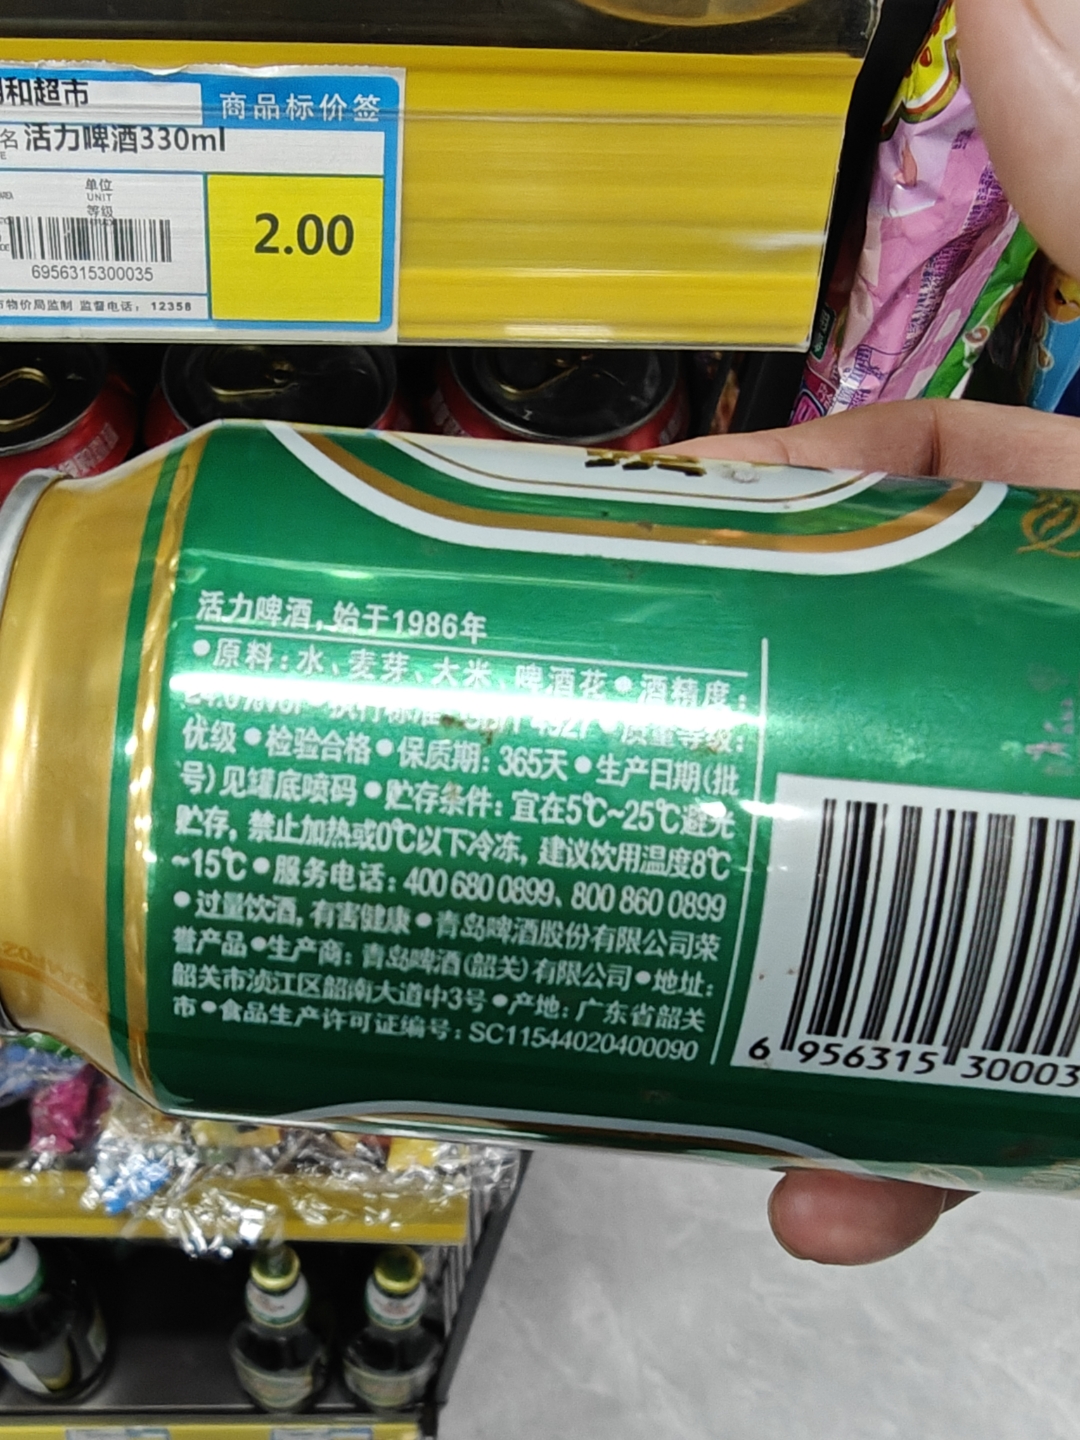 和超市
商品标价签
名 活力啤酒330ml
单位
UNIT
等级
2.00
6956315300035
物价局监制 监督电话：12358
活力啤酒，始于1986年
●原料：水、麦芽、大米、啤酒花●酒精度：
优级●检验合格●保质期：365天●生产日期(批
号)见罐底喷码●贮存条件：宜在5℃~25℃避光
贮存，禁止加热或0℃以下冷冻，建议饮用温度8℃
~15℃●服务电话：400 680 0899、800 860 0899
●过量饮酒，有害健康●青岛啤酒股份有限公司荣
誉产品●生产商：青岛啤酒(韶关)有限公司●地址：
韶关市浈江区韶南大道中3号●产地：广东省韶关
市●食品生产许可证编号：SC11544020400090
6 956315 30003